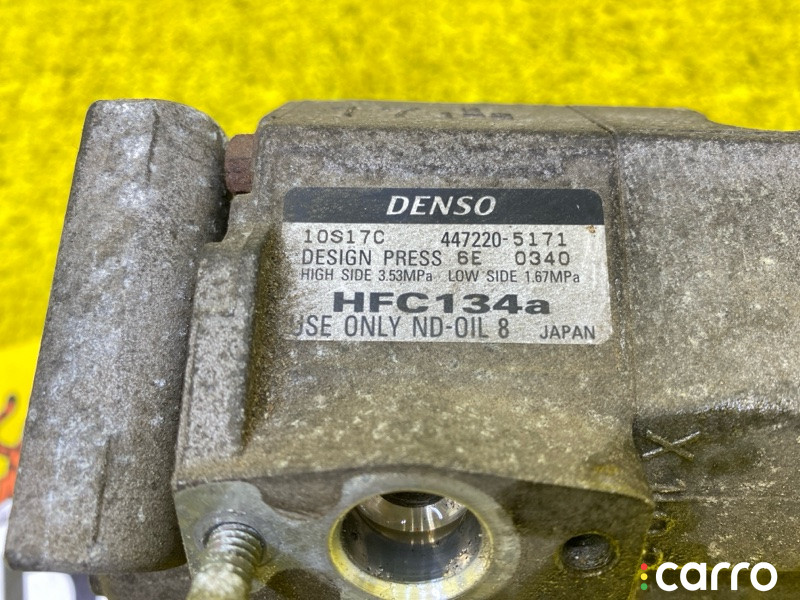 DENSO
10S17C 447220-5171
DESIGN PRESS 6E 0340
HIGH SIDE 3.53MPa LOW SIDE 1.67MPa
HFC134a
USE ONLY ND-OIL 8 JAPAN
X
carro